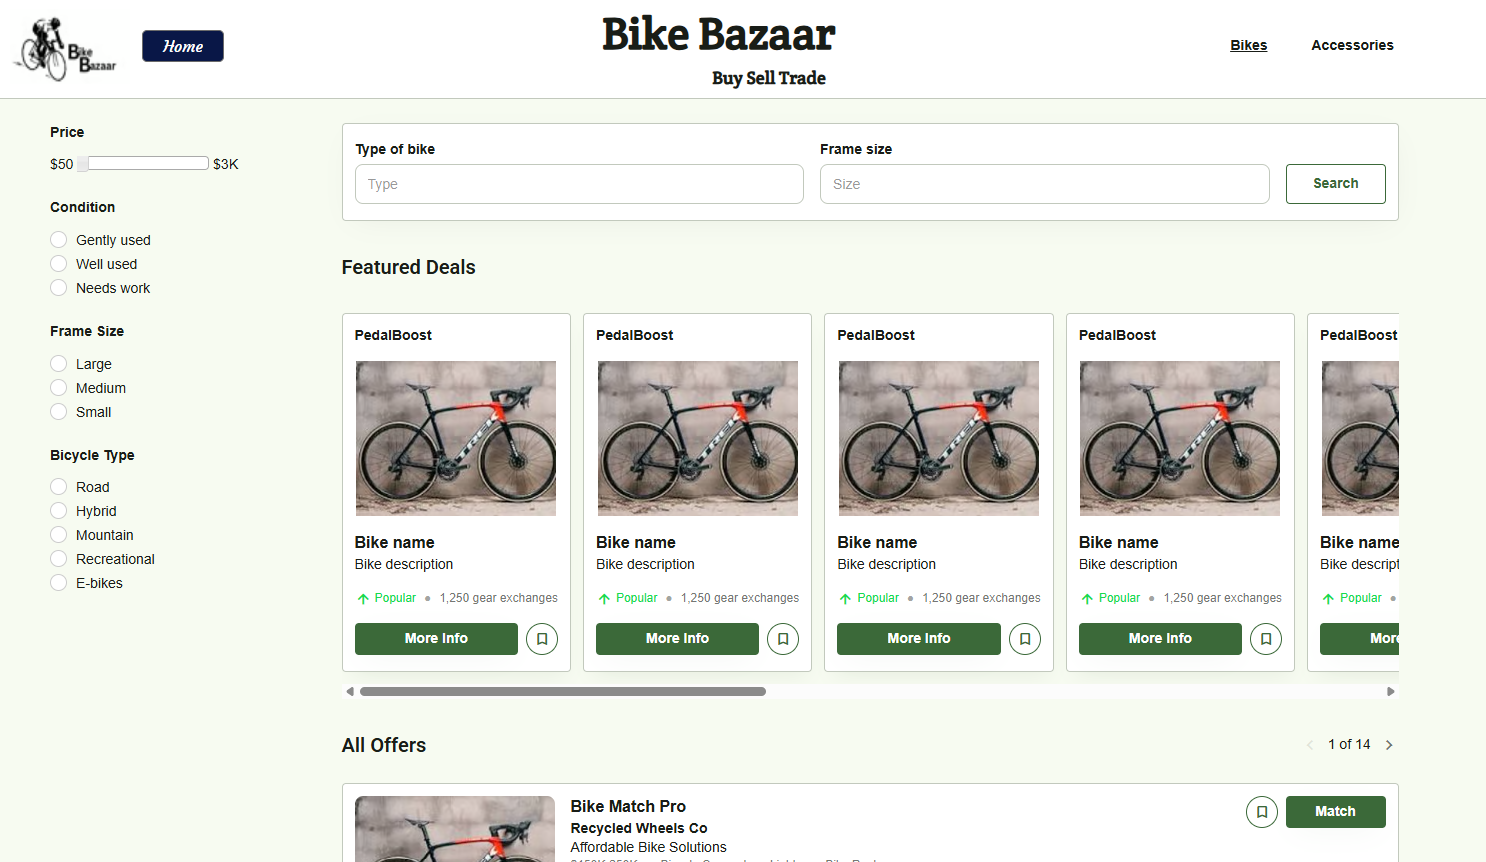 Bike
Bazaar
Home
Bike Bazaar
Buy Sell Trade
Bikes
Accessories
Price
$50
$3K
Condition
Gently used
Well used
Needs work
Frame Size
Large
Medium
Small
Bicycle Type
Road
Hybrid
Mountain
Recreational
E-bikes
Type of bike
Type
Frame size
Size
Search
Featured Deals
PedalBoost
TREK
Bike name
Bike description
Popular • 1,250 gear exchanges
More Info
PedalBoost
TREK
Bike name
Bike description
Popular • 1,250 gear exchanges
More Info
PedalBoost
TREK
Bike name
Bike description
Popular • 1,250 gear exchanges
More Info
PedalBoost
TREK
Bike name
Bike description
Popular • 1,250 gear exchanges
More Info
PedalBoost
Bike name
Bike descript
Popular •
More
All Offers
1 of 14
Bike Match Pro
Recycled Wheels Co
Affordable Bike Solutions
Match